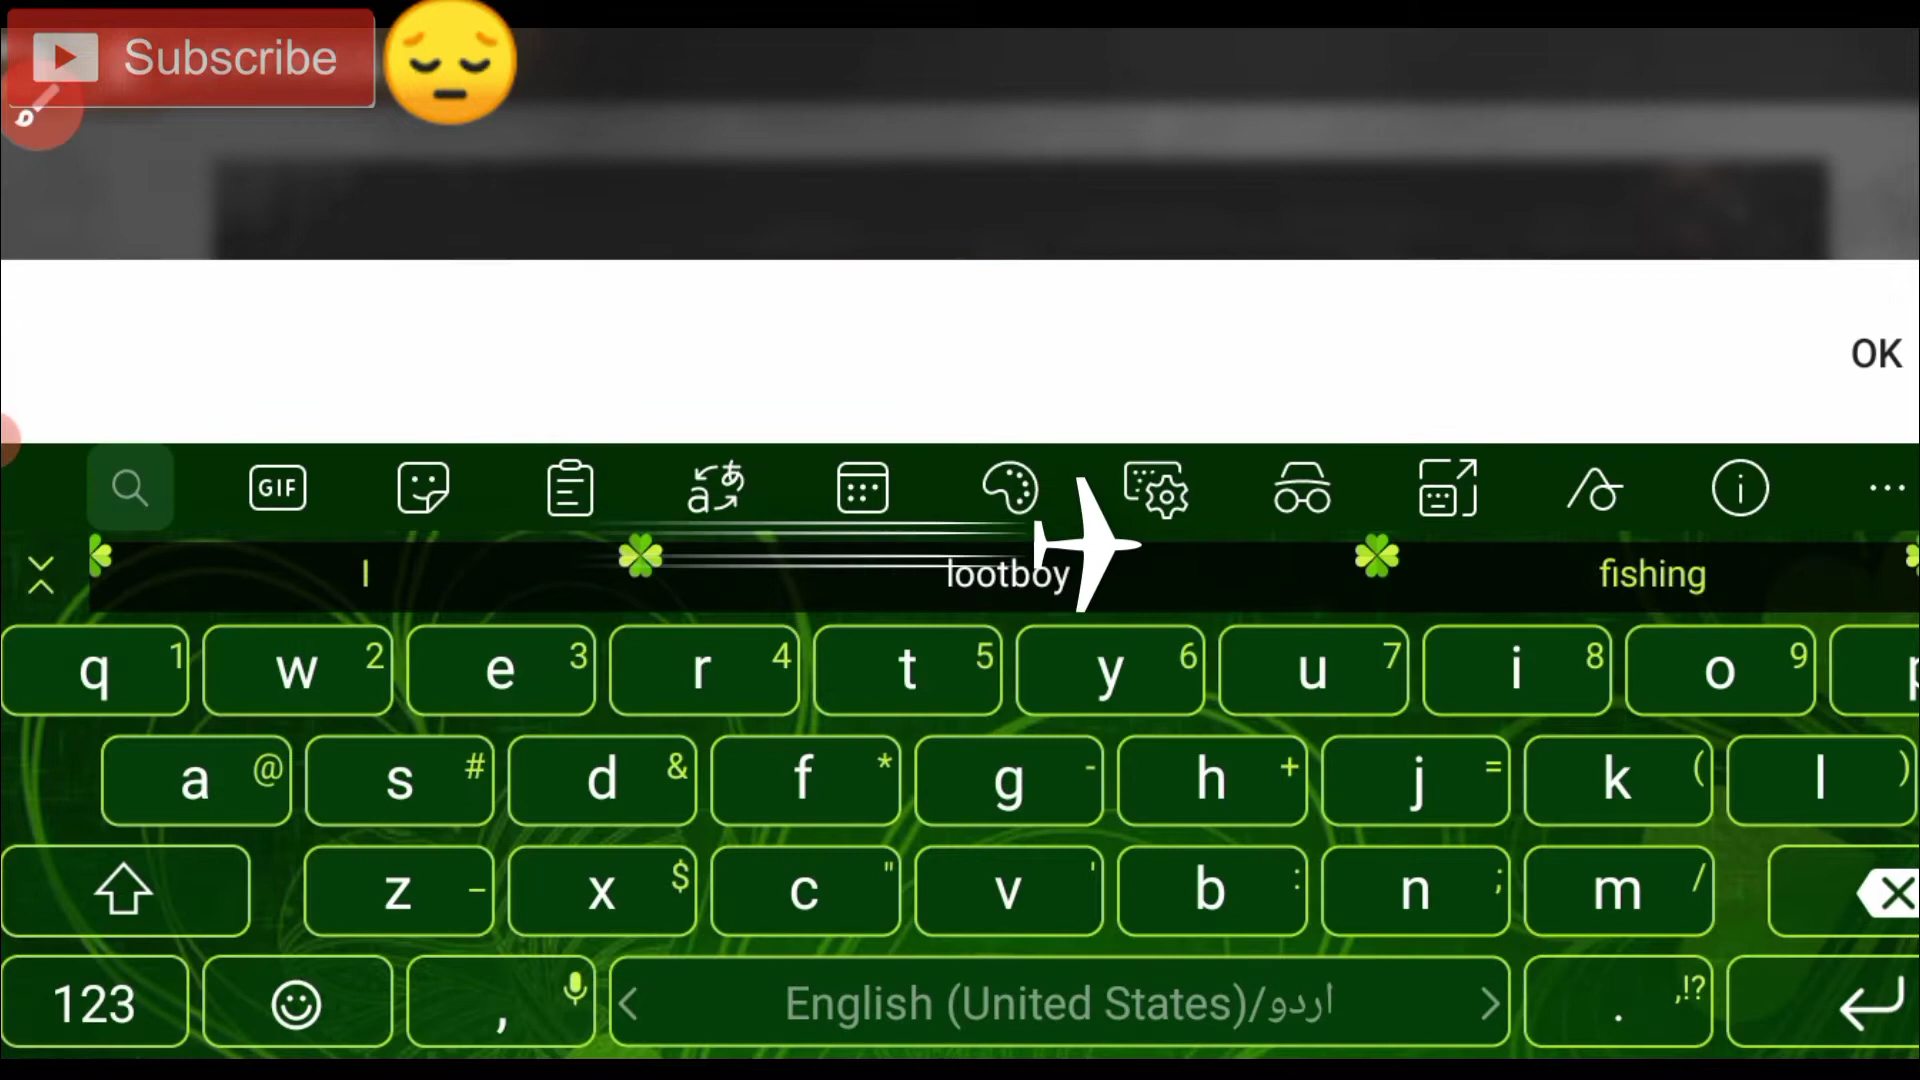 Subscribe
OK
GIF
a あ
I lootboy fishing
q 1 w 2 e 3 r 4 t 5 y 6 u 7 i 8 o 9
a @ s # d & f * g - h + j = k ( l )
z _ x $ c " v ' b : n ; m /
123 , English (United States)/اردو . ,!?